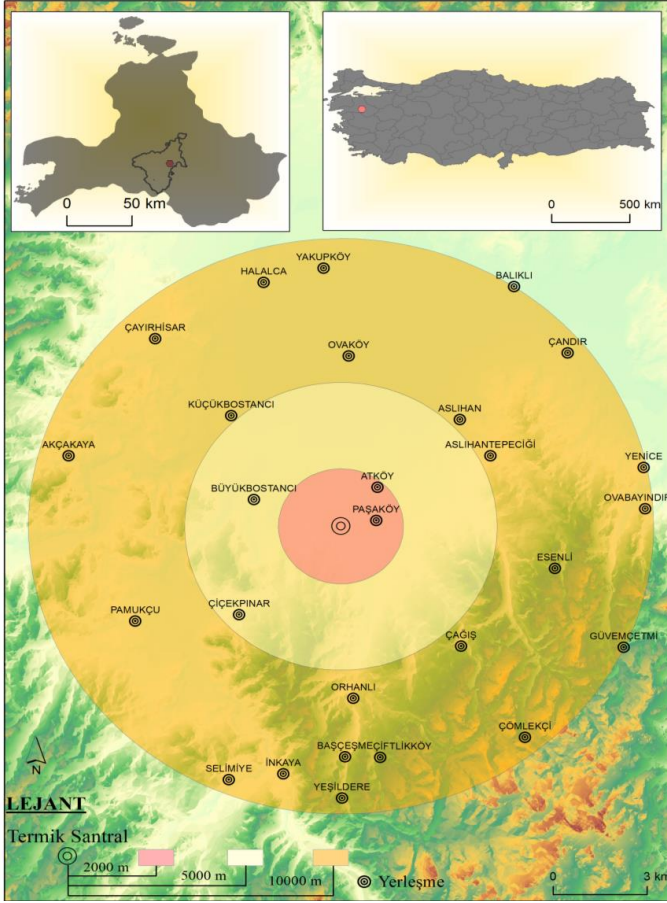 0 50 km
0 500 km
YAKUPKÖY
HALALCA
BALIKLI
ÇAYIRHİSAR
OVAKÖY
ÇANDIR
KÜÇÜKBOSTANCI
ASLIHAN
AKÇAKAYA
ASLIHANTEPECİĞİ
YENİCE
ATKÖY
BÜYÜKBOSTANCI
OVABAYINDIR
PAŞAKÖY
ESENLİ
PAMUKÇU
ÇİÇEKPINAR
ÇAĞIŞ
GÜVEMÇETMİ
ORHANLI
ÇÖMLEKÇİ
BAŞÇEŞME
ÇİFTLİKKÖY
SELİMİYE
İNKAYA
YEŞİLDERE
N
LEJANT
Termik Santral
2000 m
5000 m
10000 m
Yerleşme
0 3 km